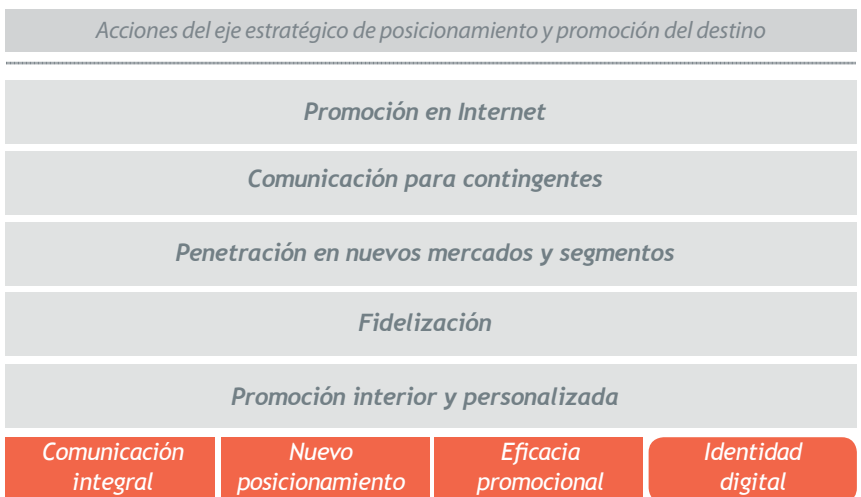 Acciones del eje estratégico de posicionamiento y promoción del destino
Promoción en Internet
Comunicación para contingentes
Penetración en nuevos mercados y segmentos
Fidelización
Promoción interior y personalizada
Comunicación
integral
Nuevo
posicionamiento
Eficacia
promocional
Identidad
digital